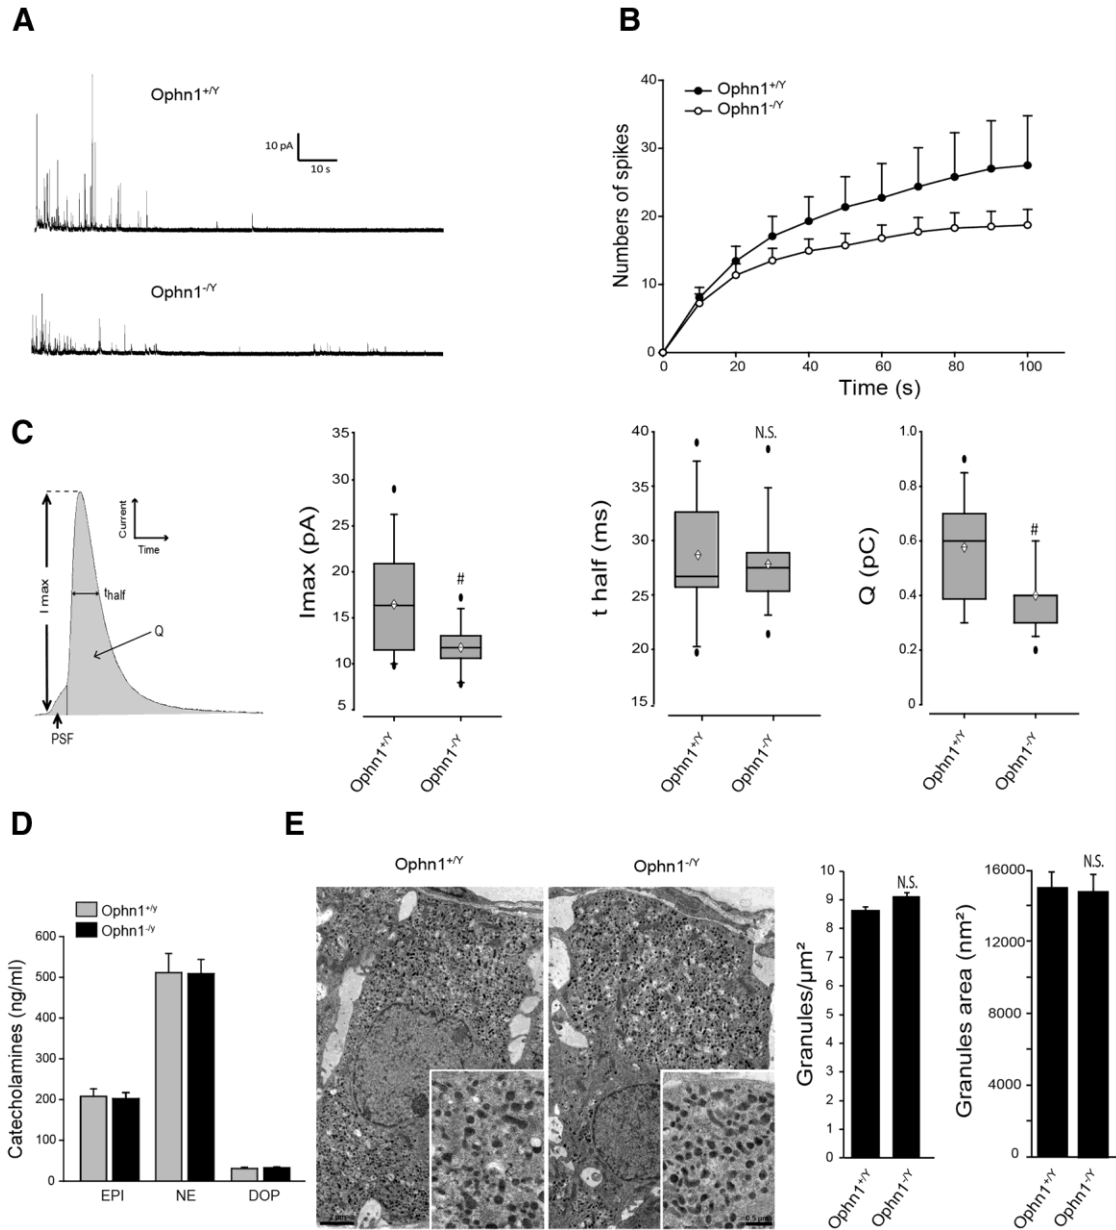 A
Ophn1+/Y
10 pA
10 s
Ophn1-/Y
B
Ophn1+/Y
Ophn1-/Y
Numbers of spikes
40
30
20
10
0
0 20 40 60 80 100
Time (s)
C
I max
thalf
Q
PSF
Current
Time
Imax (pA)
35
30
25
20
15
10
5
#
Ophn1+/Y
Ophn1-/Y
t half (ms)
40
35
30
25
20
15
N.S.
Ophn1+/Y
Ophn1-/Y
Q (pC)
1.0
0.8
0.6
0.4
0.2
0
#
Ophn1+/Y
Ophn1-/Y
D
Ophn1+/y
Ophn1-/y
Catecholamines (ng/ml)
600
500
400
300
200
100
0
EPI NE DOP
E
Ophn1+/Y
Ophn1-/Y
0.5 µm
Granules/µm²
10
9
8
7
6
5
4
3
2
1
0
N.S.
Ophn1+/Y
Ophn1-/Y
Granules area (nm²)
16000
12000
8000
4000
0
N.S.
Ophn1+/Y
Ophn1-/Y